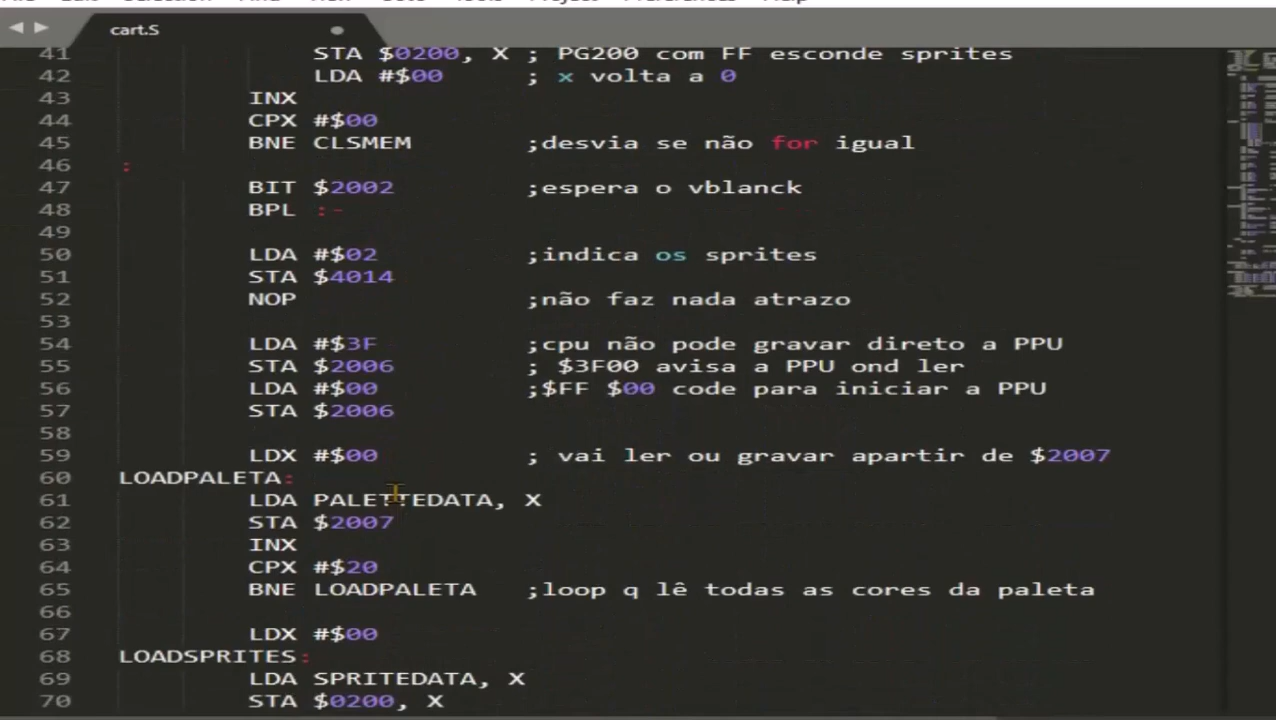 cart.S
41 STA $0200, X ; PG200 com FF esconde sprites
42 LDA #$00 ; x volta a 0
43 INX
44 CPX #$00
45 BNE CLSMEM ;desvia se não for igual
46 :
47 BIT $2002 ;espera o vblanck
48 BPL :-
49
50 LDA #$02 ;indica os sprites
51 STA $4014
52 NOP ;não faz nada atrazo
53
54 LDA #$3F ;cpu não pode gravar direto a PPU
55 STA $2006 ; $3F00 avisa a PPU ond ler
56 LDA #$00 ;$FF $00 code para iniciar a PPU
57 STA $2006
58
59 LDX #$00 ; vai ler ou gravar apartir de $2007
60 LOADPALETA:
61 LDA PALETTEDATA, X
62 STA $2007
63 INX
64 CPX #$20
65 BNE LOADPALETA ;loop q lê todas as cores da paleta
66
67 LDX #$00
68 LOADSPRITES:
69 LDA SPRITEDATA, X
70 STA $0200, X